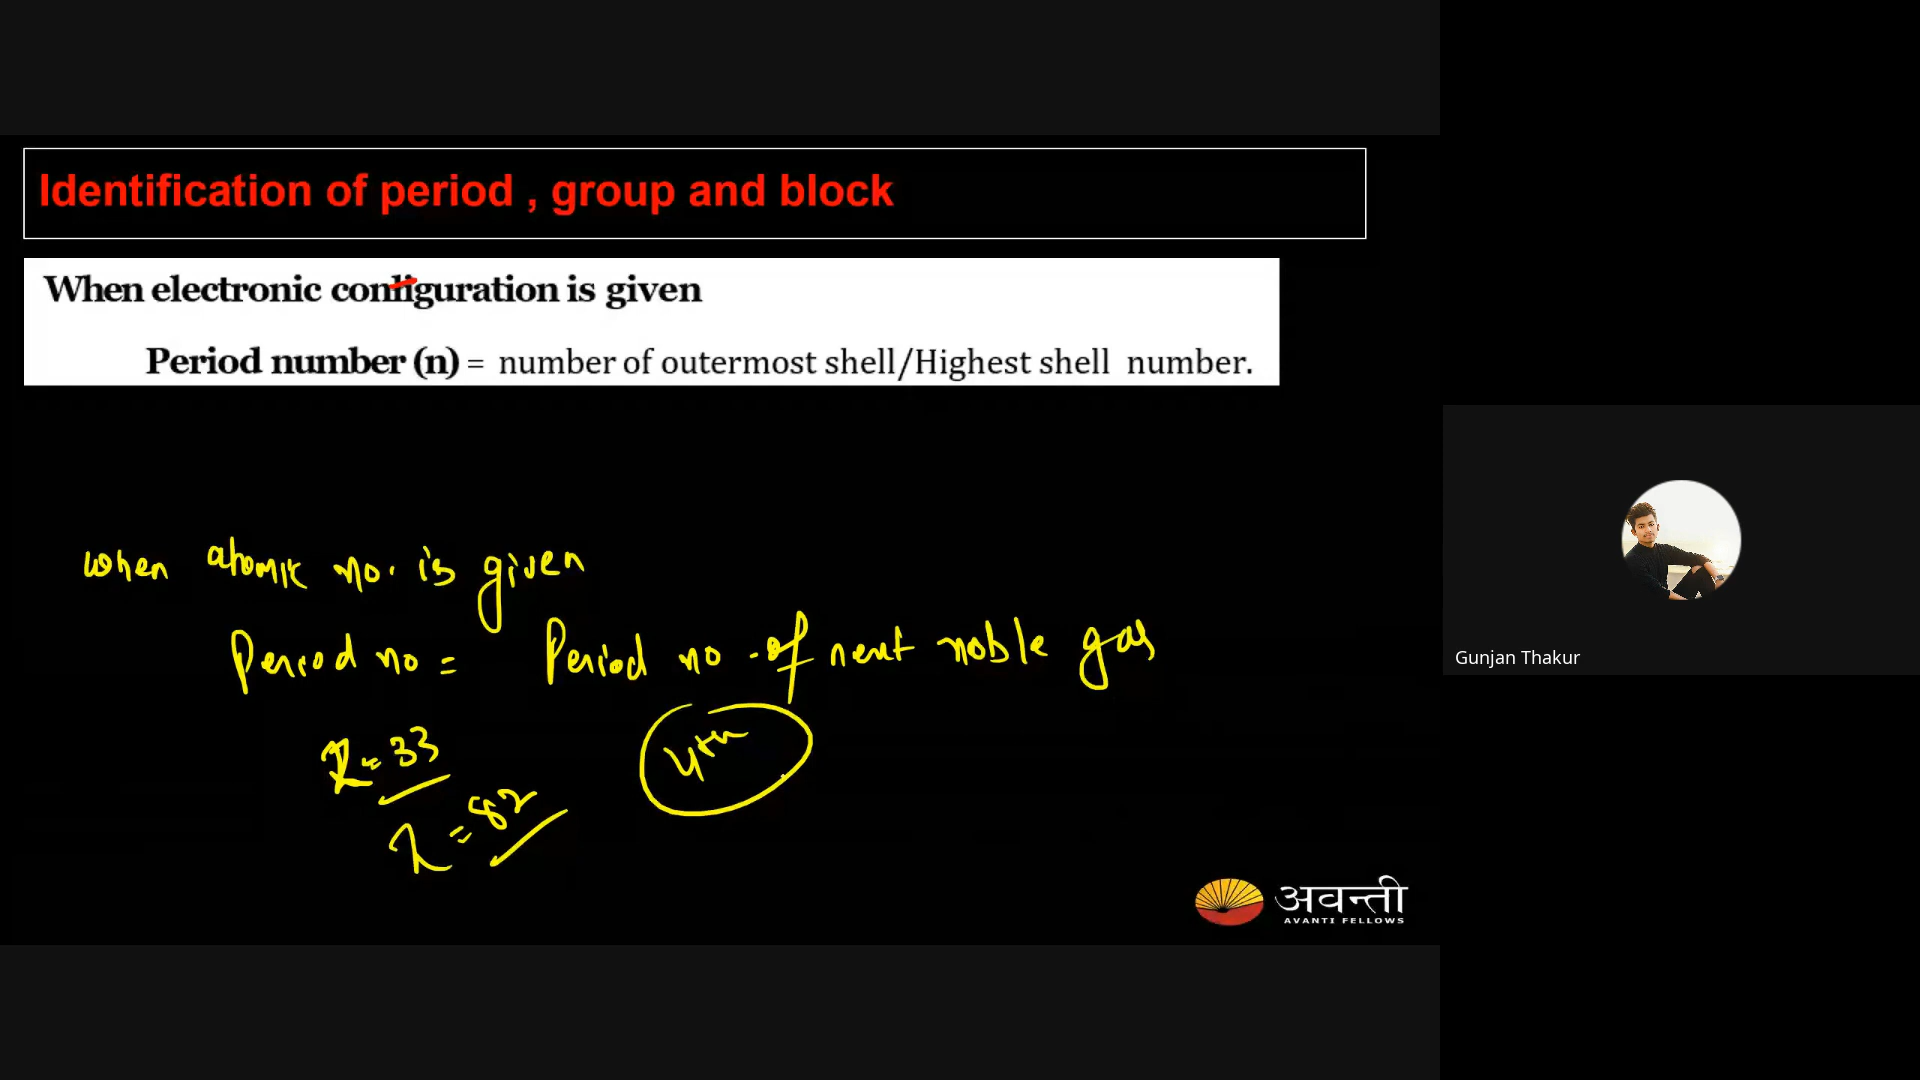 Identification of period , group and block
When electronic configuration is given
Period number (n) = number of outermost shell/Highest shell number.
when atomic no. is given
Period no = Period no. of next noble gas
Z = 33
4th
Z = 82
Gunjan Thakur
अवन्ती
AVANTI FELLOWS